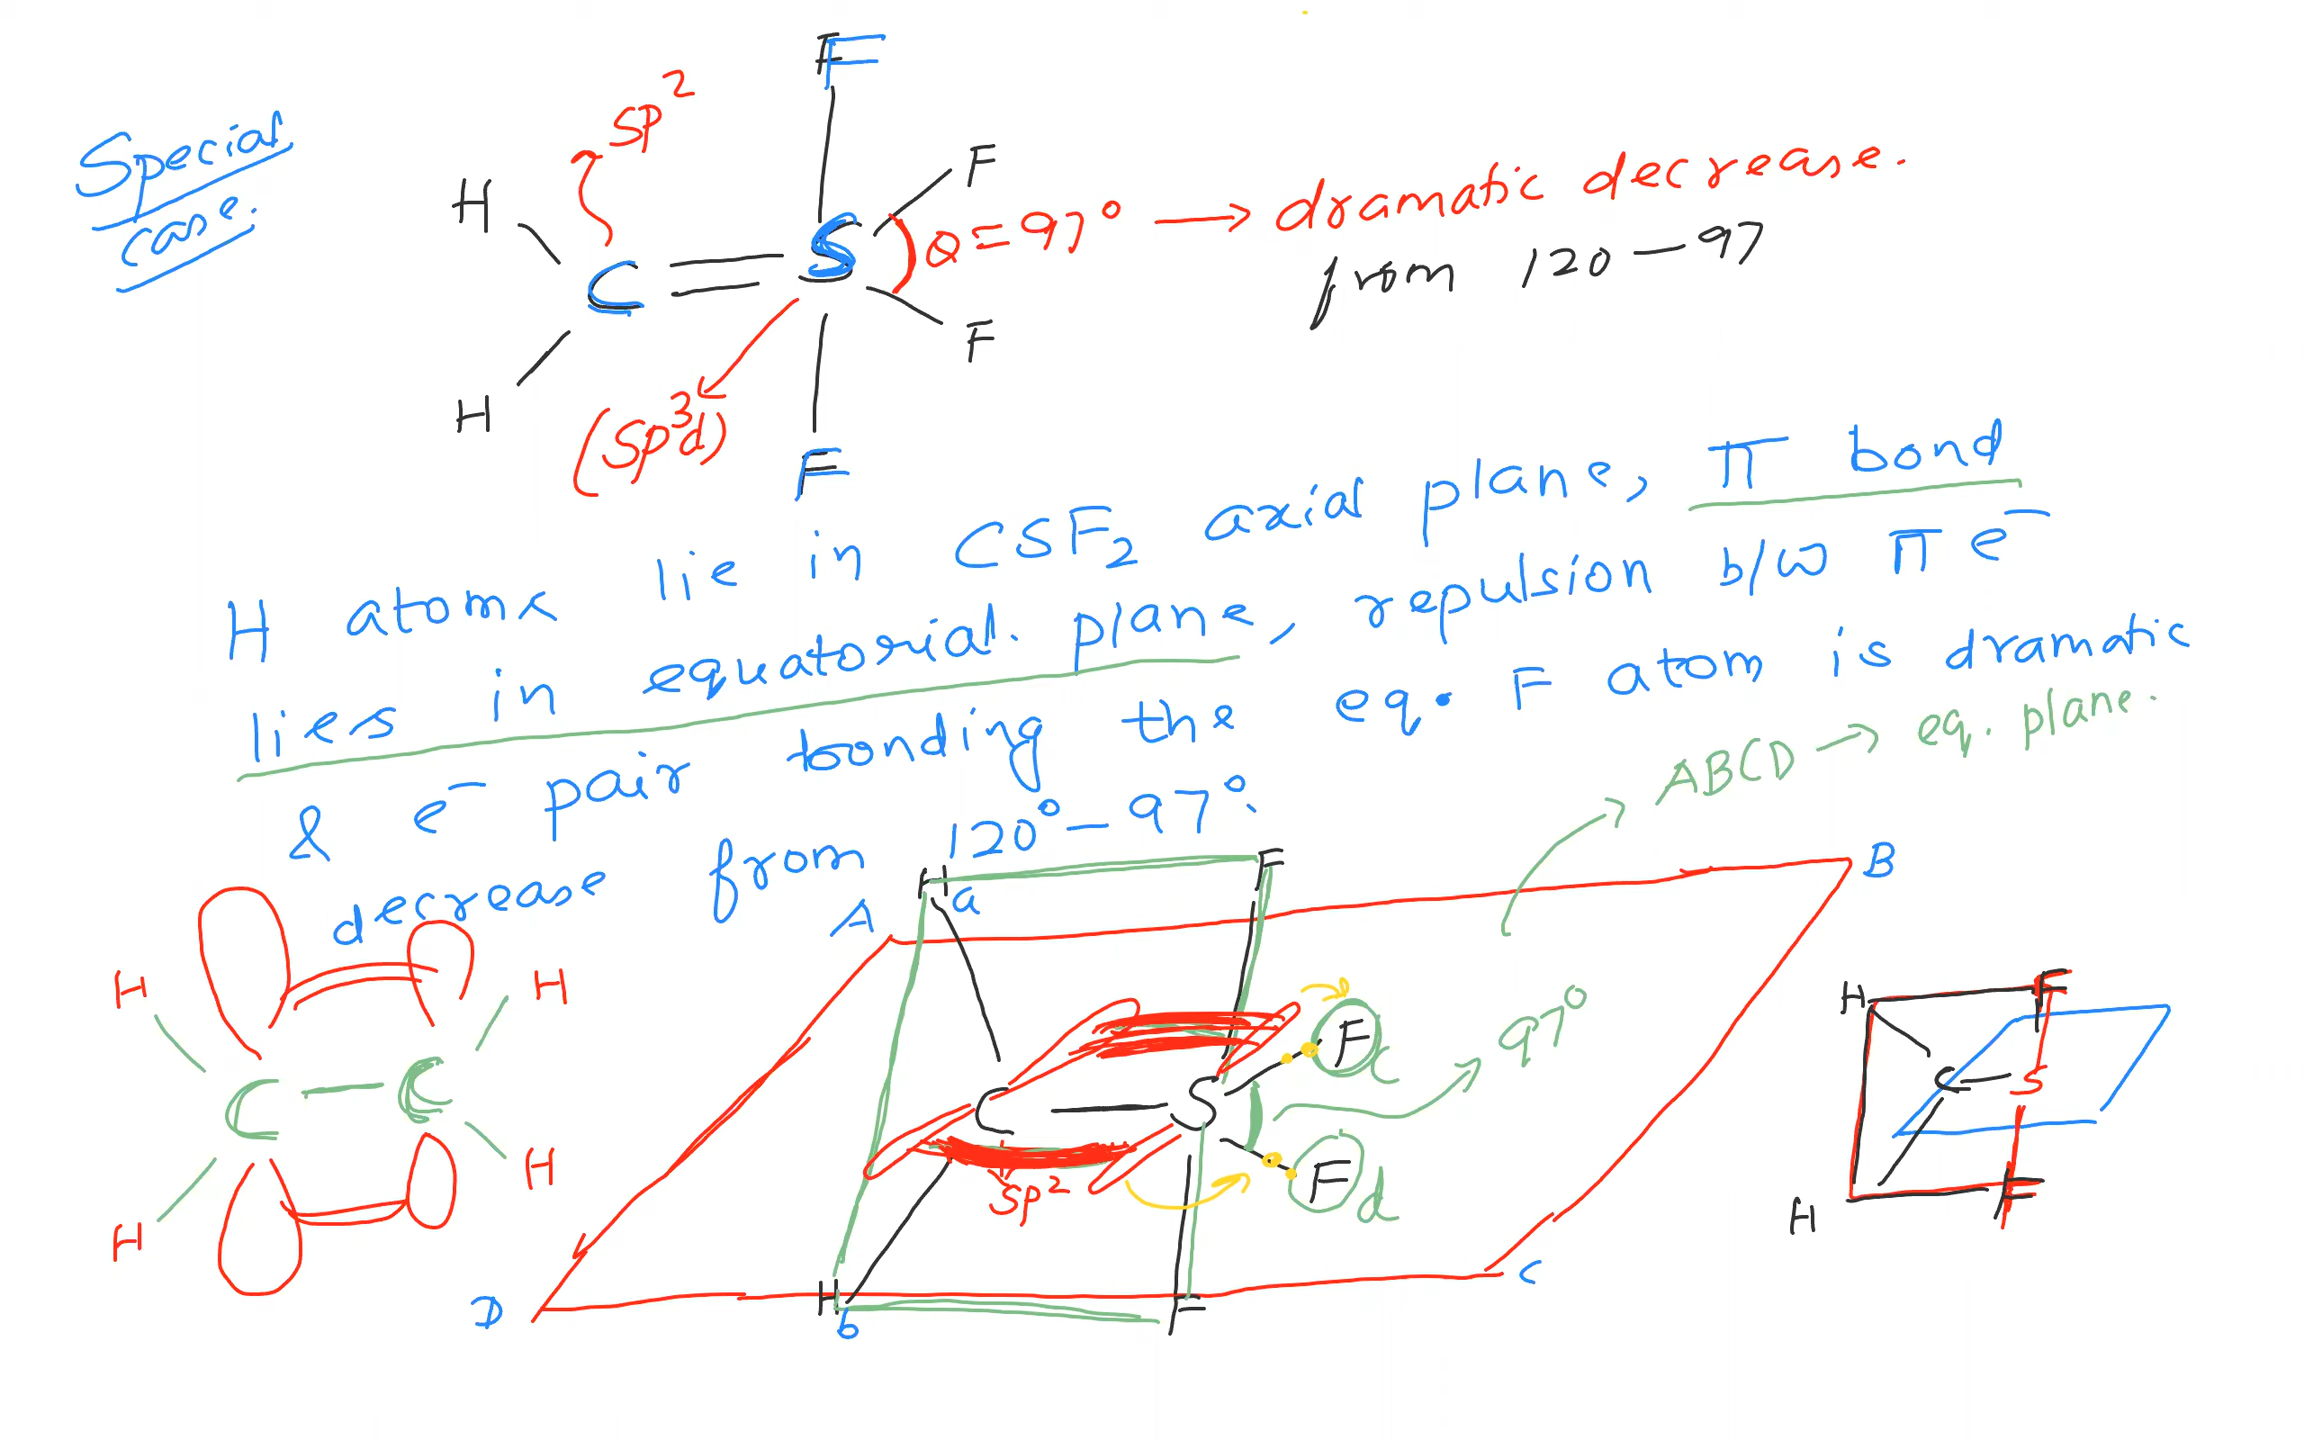 Special
case.
F
sp²
H
F
C
S
θ = 97° → dramatic decrease.
from 120 — 97
F
H
(sp³d)
F
H atoms lie in CSF₂ axial plane, π bond
lies in equatorial. plane, repulsion b/w π e⁻
& e⁻ pair bonding the eq. F atom is dramatic
decrease from 120° — 97°.
ABCD → eq. plane.
H
a
F
A
B
H
H
C — C
H
H
C
S
F
c
97°
F
d
sp²
H
b
F
D
C
H
F
C — S
H
F